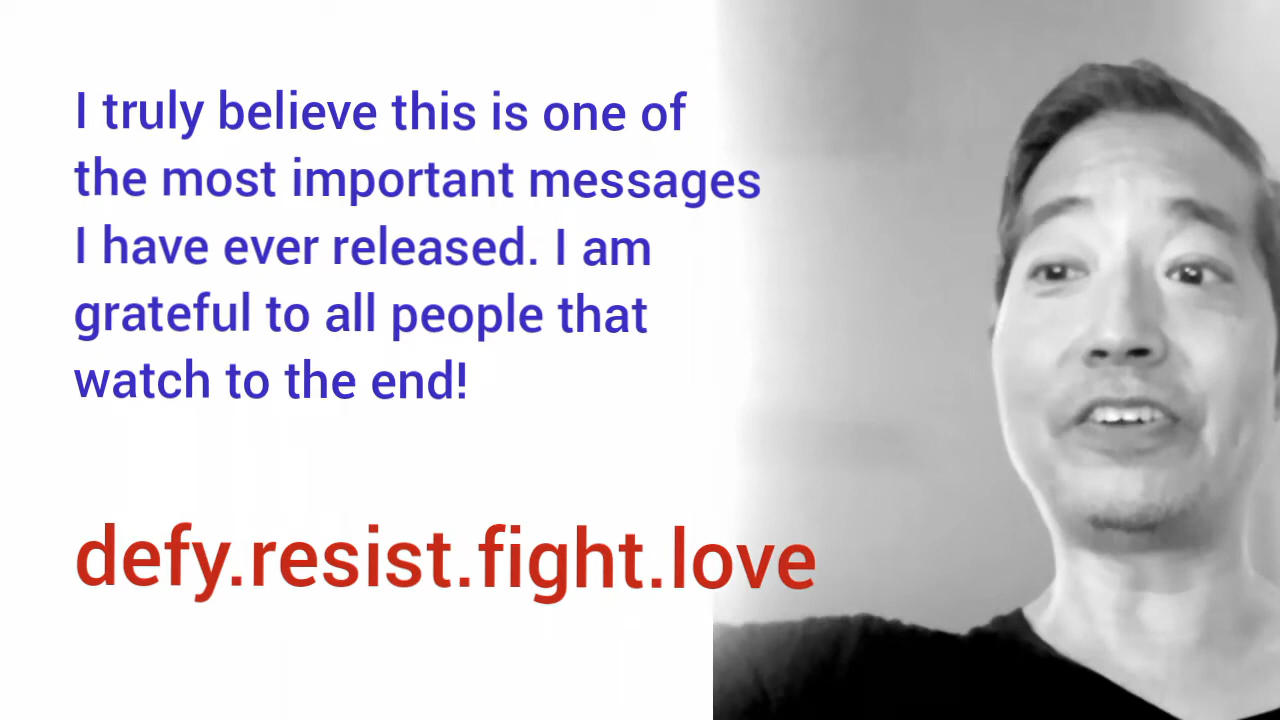 I truly believe this is one of
the most important messages
I have ever released. I am
grateful to all people that
watch to the end!
defy.resist.fight.love